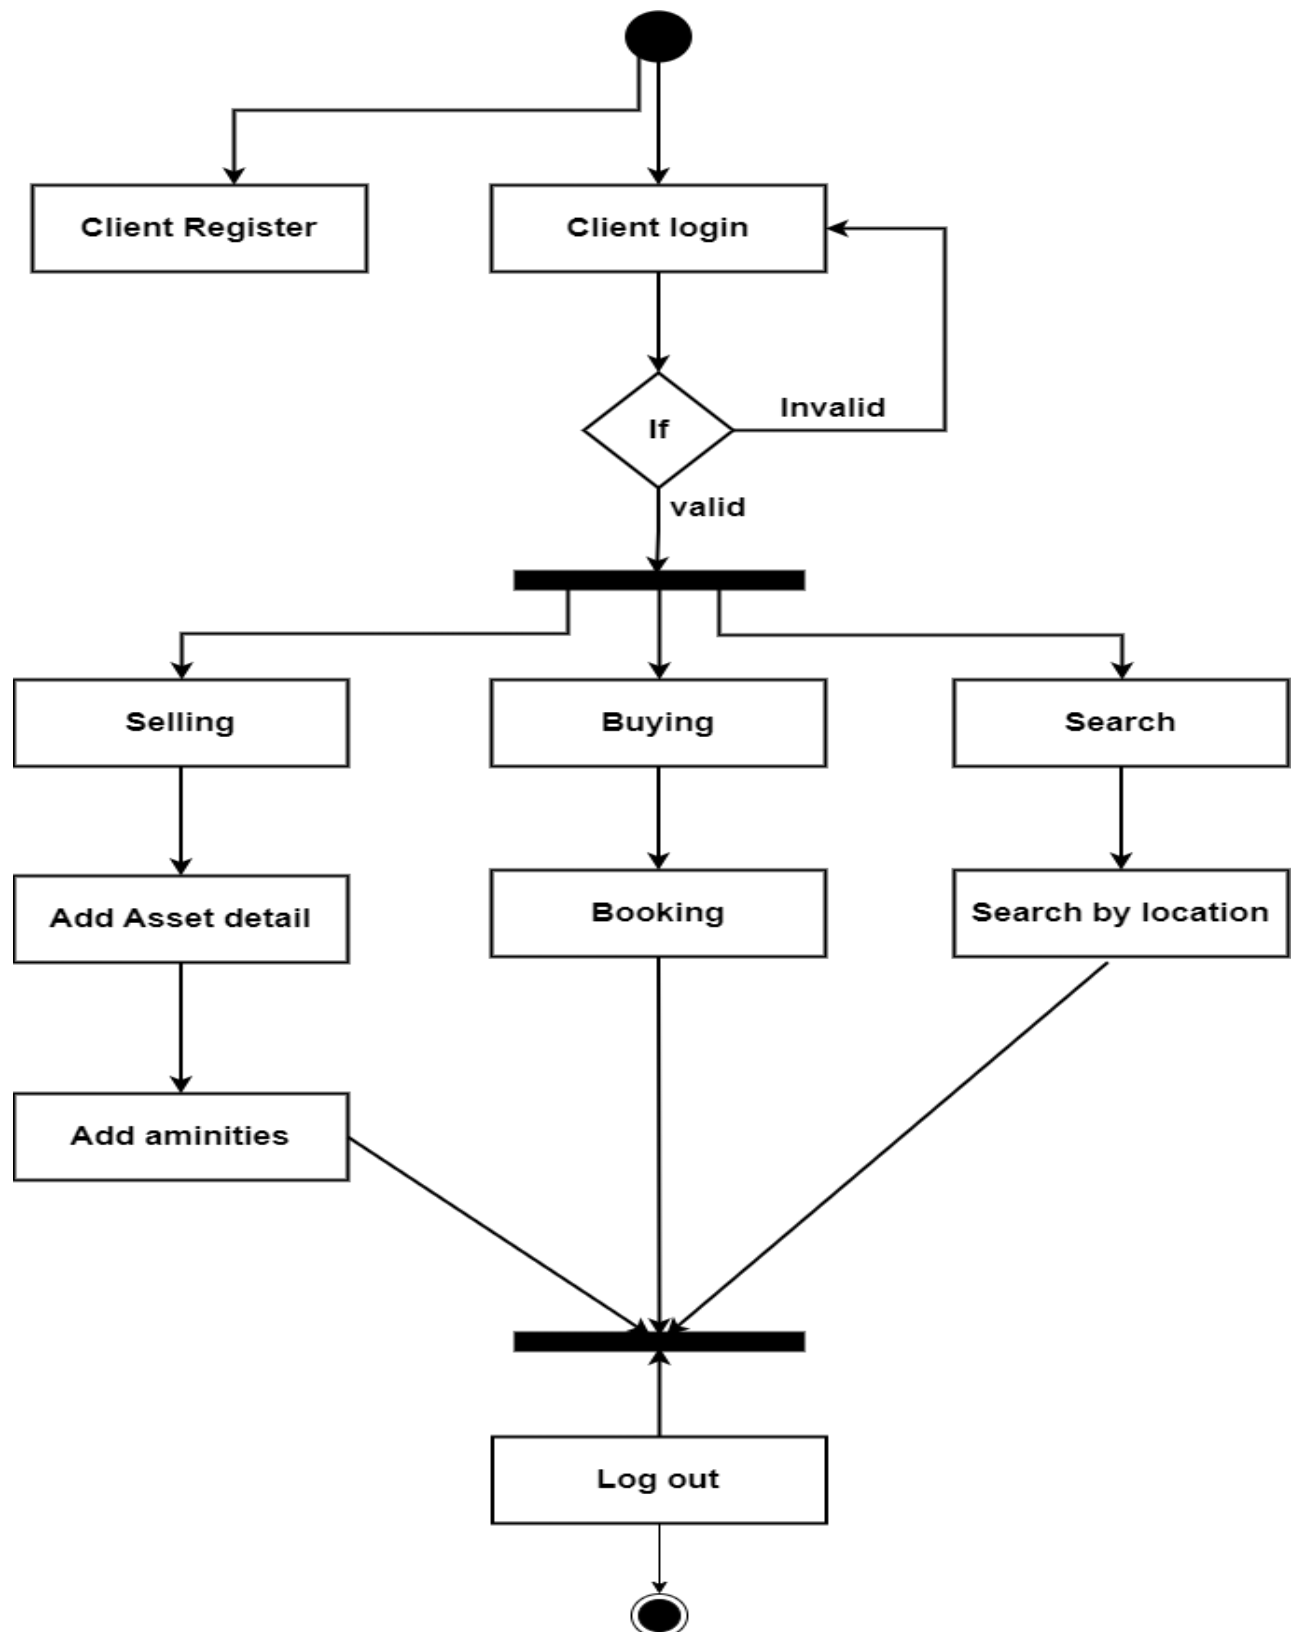 Client Register
Client login
If
Invalid
valid
Selling
Buying
Search
Add Asset detail
Booking
Search by location
Add aminities
Log out